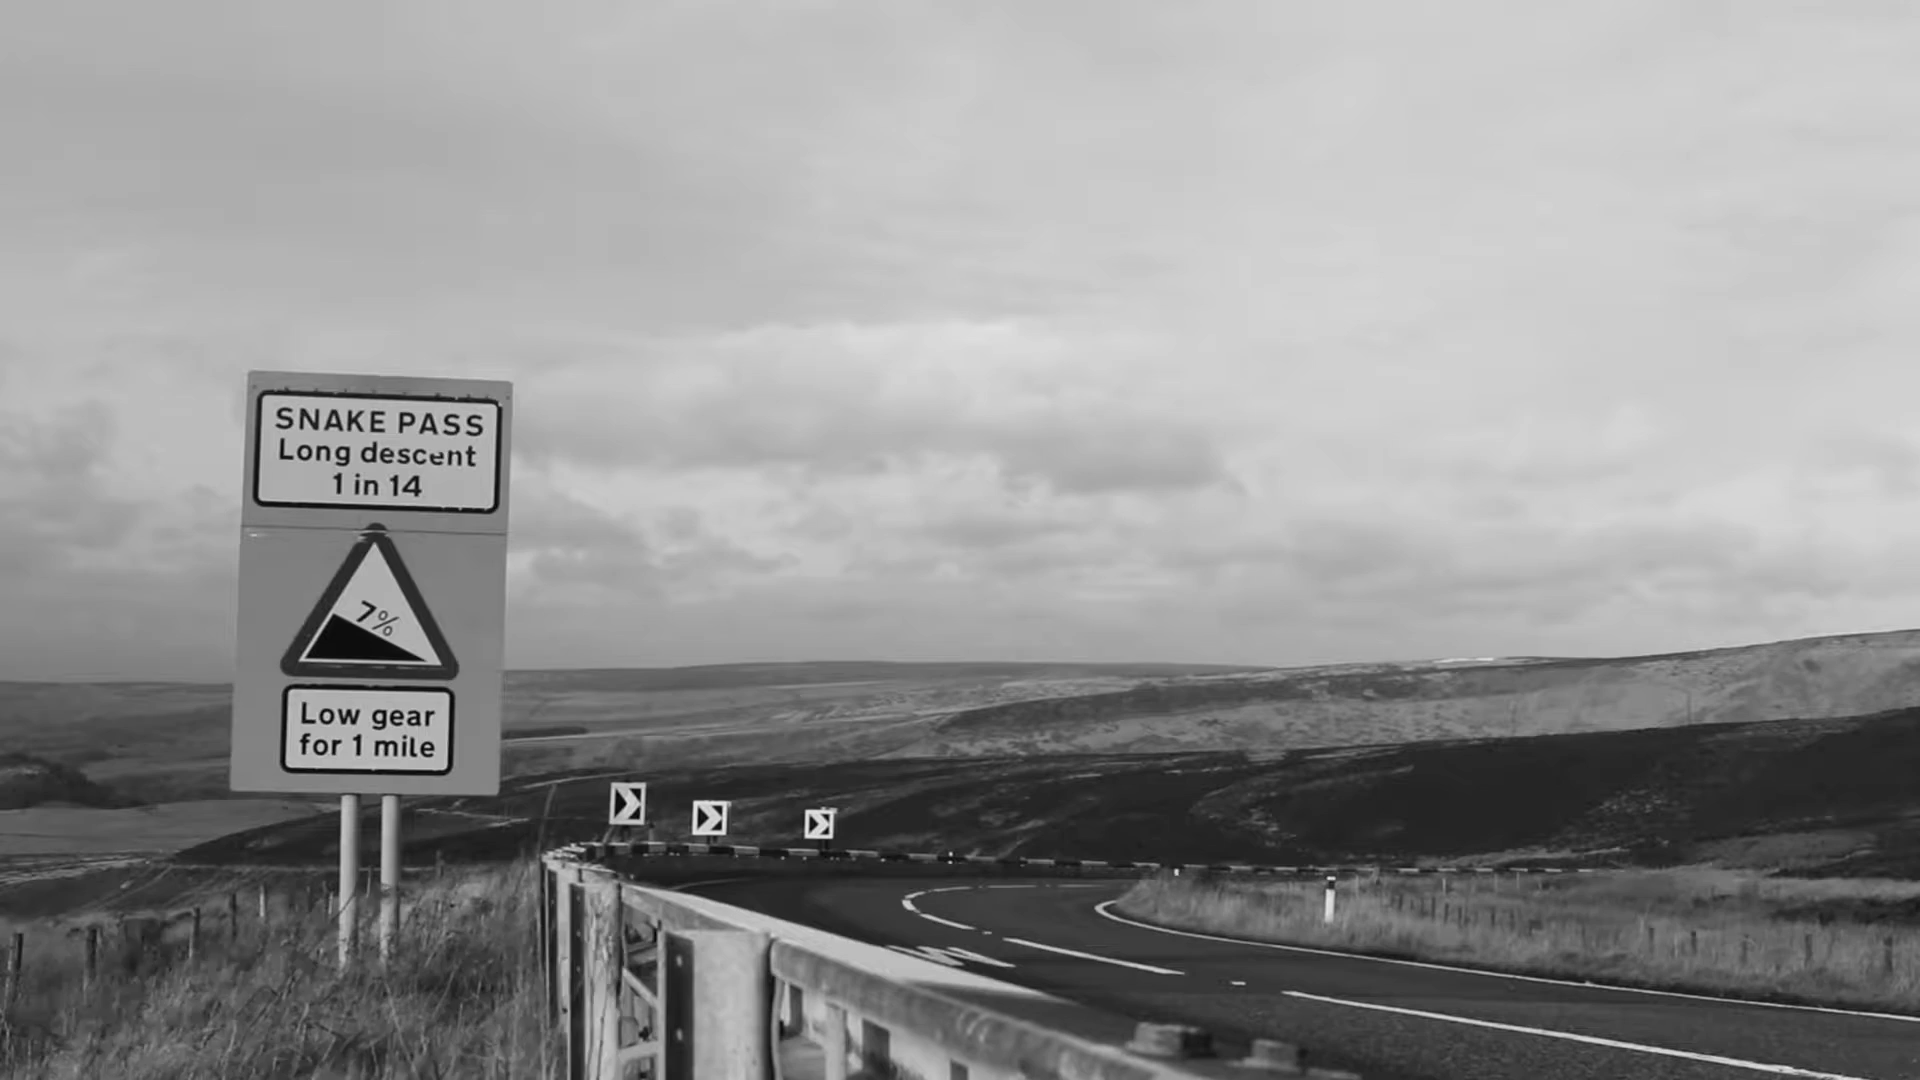 SNAKE PASS
Long descent
1 in 14
7%
Low gear
for 1 mile